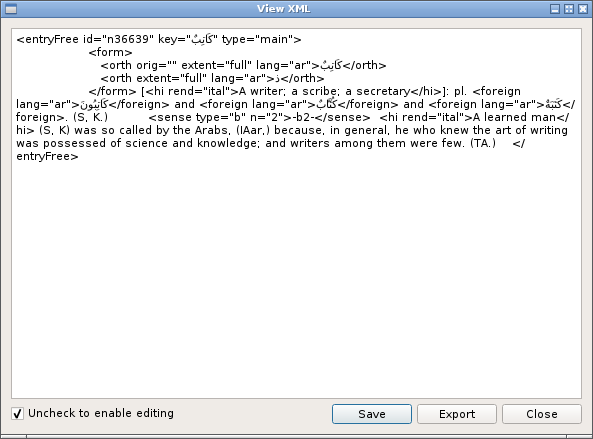 View XML
<entryFree id="n36639" key="كَاتِبٌ" type="main">
<form>
<orth orig="" extent="full" lang="ar">كَاتِبٌ</orth>
<orth extent="full" lang="ar">ذ</orth>
</form> [<hi rend="ital">A writer; a scribe; a secretary</hi>]: pl. <foreign
lang="ar">كَاتِبُونَ</foreign> and <foreign lang="ar">كُتَّابٌ</foreign> and <foreign lang="ar">كَتَبَةٌ</
foreign>. (S, K.) <sense type="b" n="2">-b2-</sense> <hi rend="ital">A learned man</
hi> (S, K) was so called by the Arabs, (IAar,) because, in general, he who knew the art of writing
was possessed of science and knowledge; and writers among them were few. (TA.) </
entryFree>
Uncheck to enable editing
Save
Export
Close